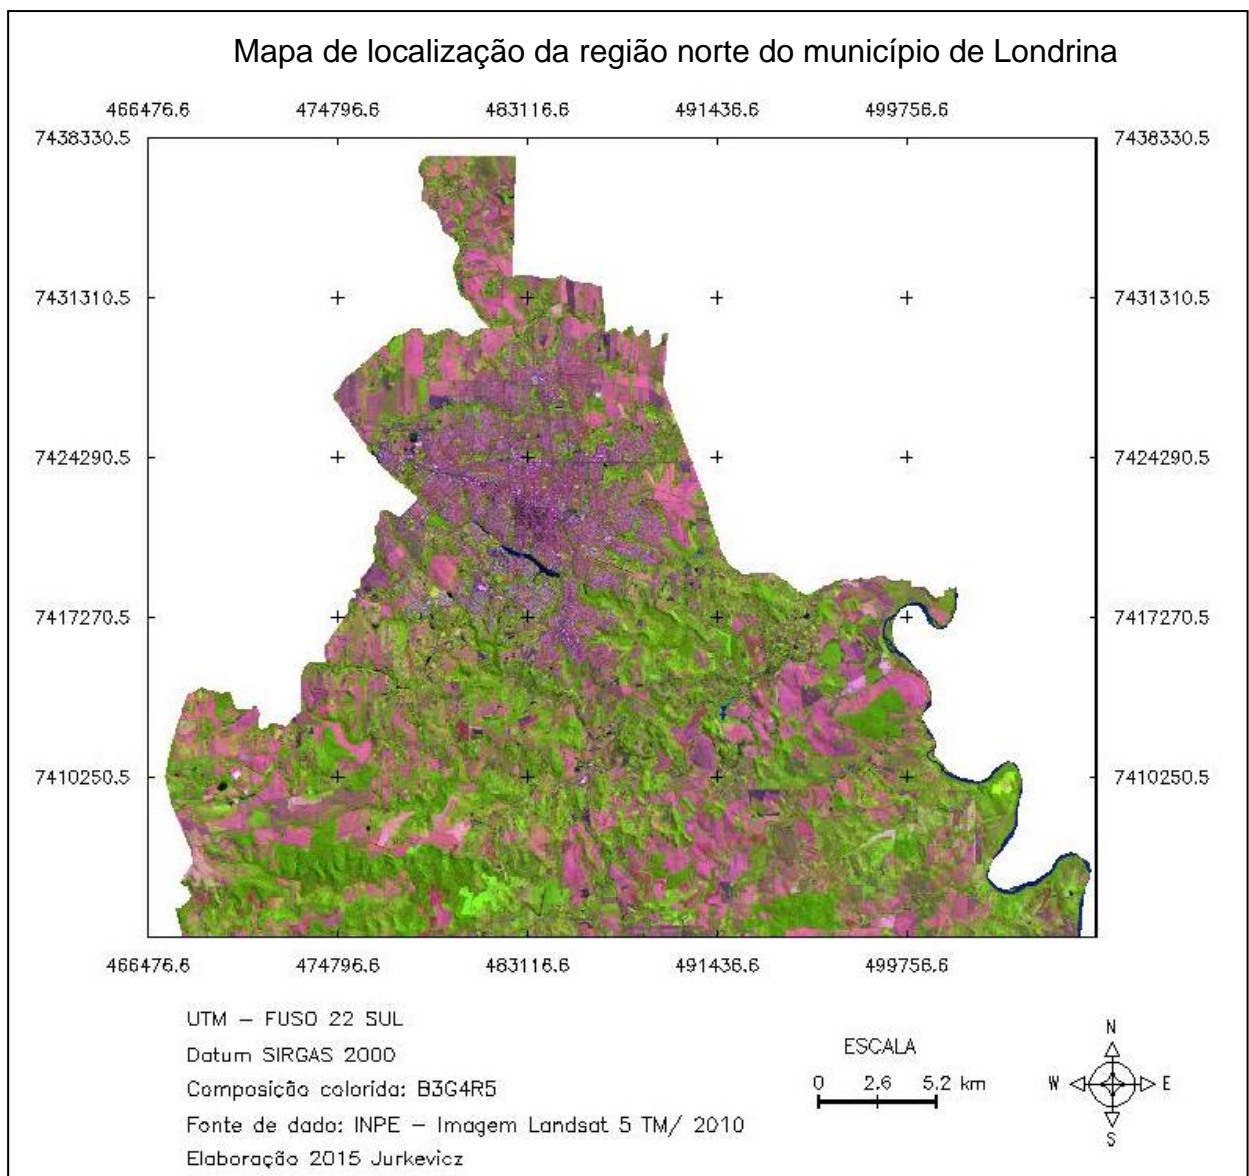 Mapa de localização da região norte do município de Londrina
466476.6 474796.6 483116.6 491436.6 499756.6
7438330.5 7438330.5
7431310.5 7431310.5
7424290.5 7424290.5
7417270.5 7417270.5
7410250.5 7410250.5
466476.6 474796.6 483116.6 491436.6 499756.6
UTM – FUSO 22 SUL
Datum SIRGAS 2000
Composição colorida: B3G4R5
Fonte de dado: INPE – Imagem Landsat 5 TM/ 2010
Elaboração 2015 Jurkevicz
ESCALA
0 2.6 5.2 km
N
W E
S